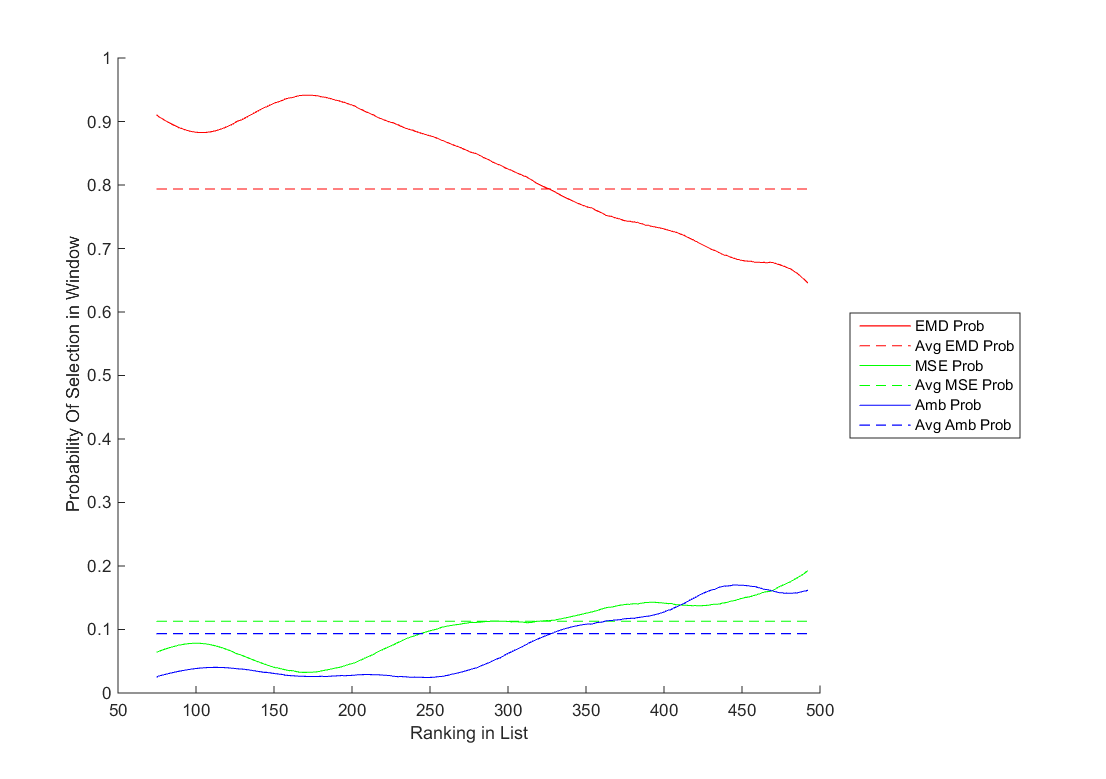 1
0.9
0.8
0.7
0.6
0.5
0.4
0.3
0.2
0.1
0
Probability Of Selection in Window
50 100 150 200 250 300 350 400 450 500
Ranking in List
EMD Prob
Avg EMD Prob
MSE Prob
Avg MSE Prob
Amb Prob
Avg Amb Prob